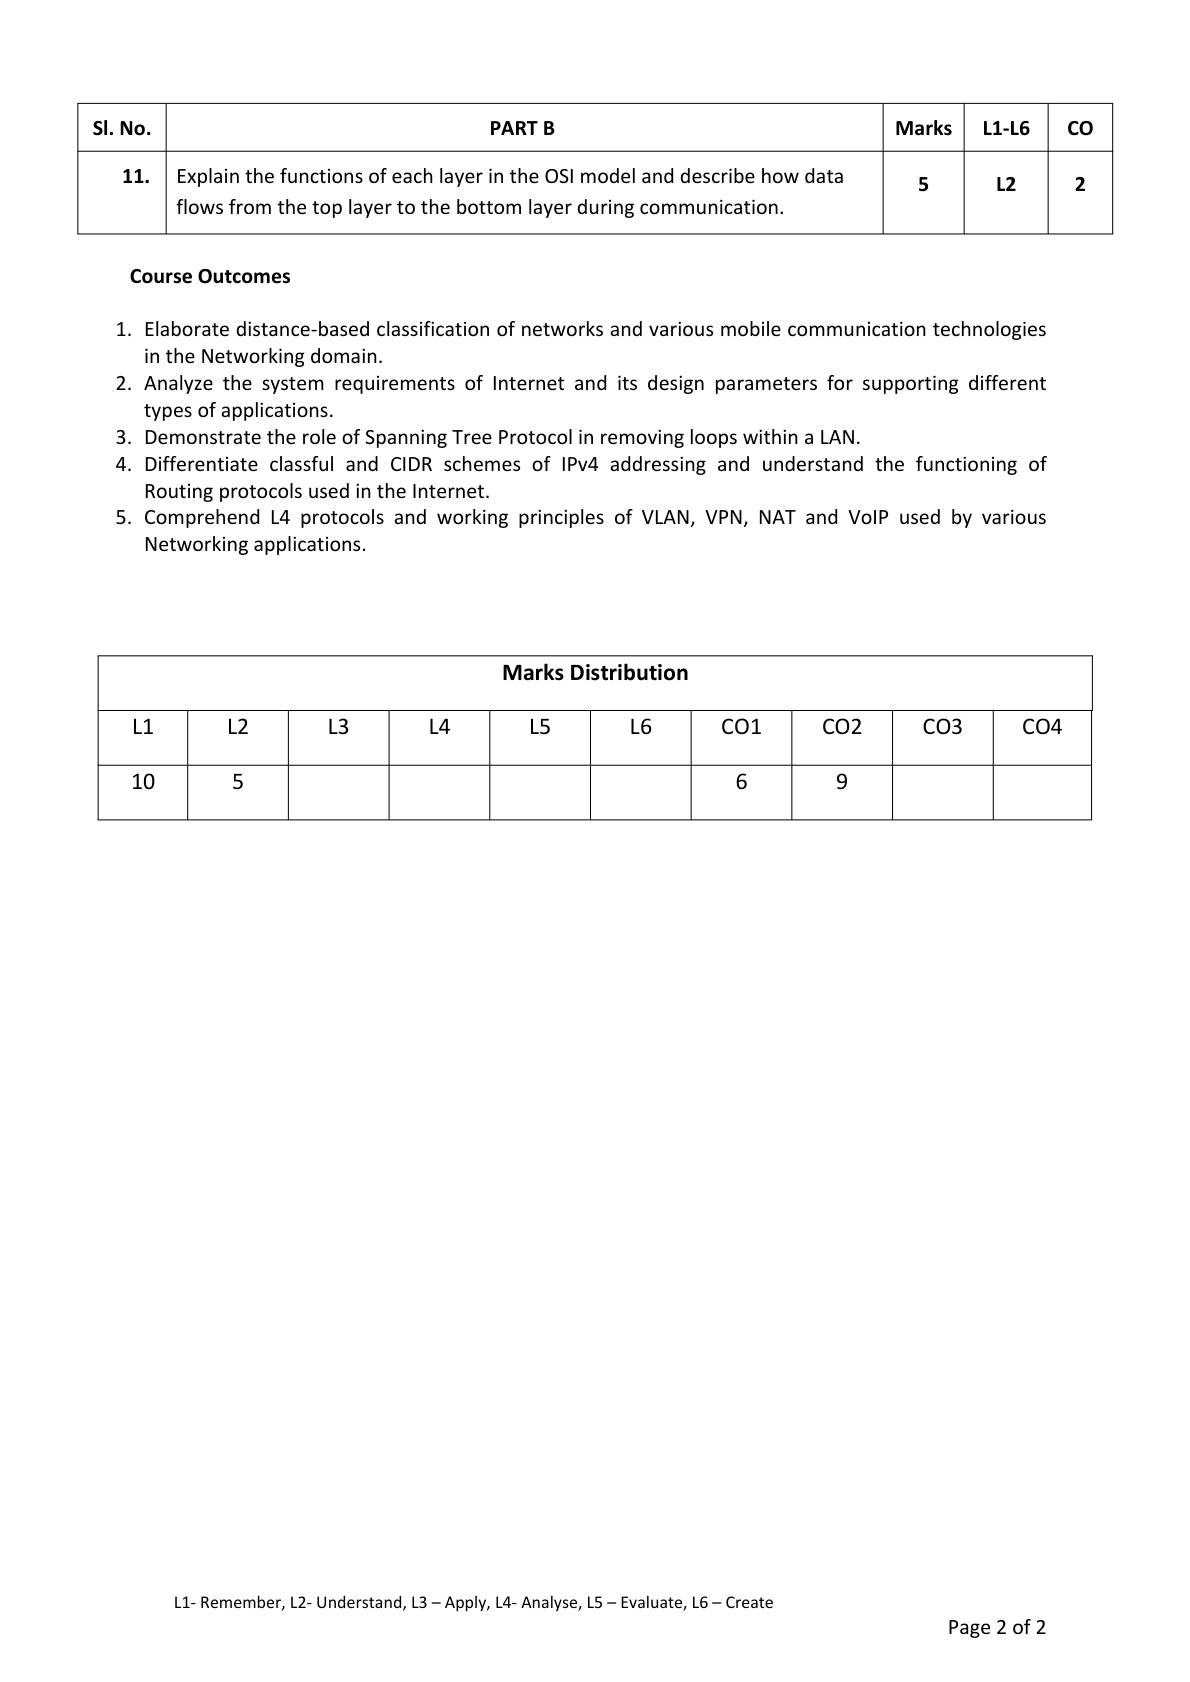 Sl. No. PART B Marks L1-L6 CO
11. Explain the functions of each layer in the OSI model and describe how data 5 L2 2
flows from the top layer to the bottom layer during communication.
Course Outcomes
1. Elaborate distance-based classification of networks and various mobile communication technologies
in the Networking domain.
2. Analyze the system requirements of Internet and its design parameters for supporting different
types of applications.
3. Demonstrate the role of Spanning Tree Protocol in removing loops within a LAN.
4. Differentiate classful and CIDR schemes of IPv4 addressing and understand the functioning of
Routing protocols used in the Internet.
5. Comprehend L4 protocols and working principles of VLAN, VPN, NAT and VoIP used by various
Networking applications.
Marks Distribution
L1 L2 L3 L4 L5 L6 CO1 CO2 CO3 CO4
10 5 6 9
L1- Remember, L2- Understand, L3 – Apply, L4- Analyse, L5 – Evaluate, L6 – Create
Page 2 of 2